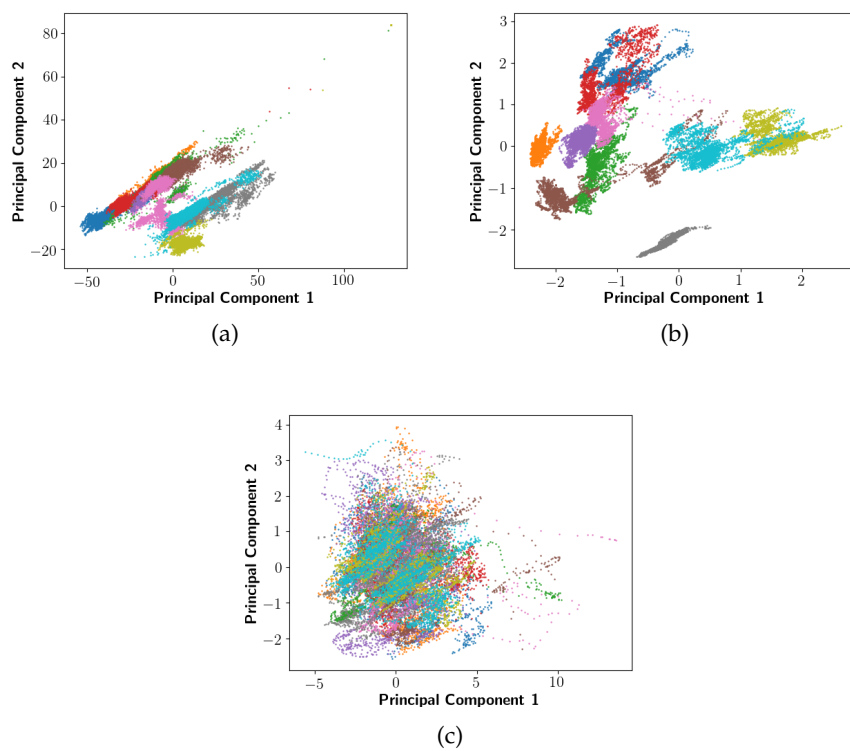 80
60
40
20
0
−20
Principal Component 2
−50 0 50 100
Principal Component 1
(a)
3
2
1
0
−1
−2
Principal Component 2
−2 −1 0 1 2
Principal Component 1
(b)
4
3
2
1
0
−1
−2
Principal Component 2
−5 0 5 10
Principal Component 1
(c)